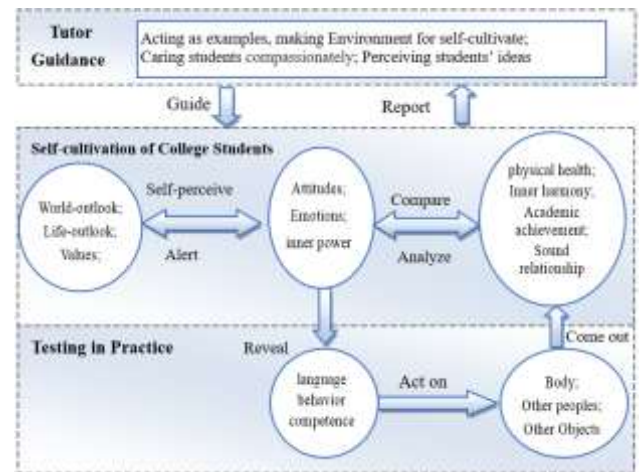 Tutor
Guidance
Acting as examples, making Environment for self-cultivate;
Caring students compassionately; Perceiving students' ideas
Guide
Report
Self-cultivation of College Students
World-outlook;
Life-outlook;
Values;
Self-perceive
Alert
Attitudes;
Emotions;
inner power
Compare
Analyze
physical health;
Inner harmony;
Academic
achievement;
Sound
relationship
Testing in Practice
Reveal
Come out
language
behavior
competence
Act on
Body;
Other peoples;
Other Objects